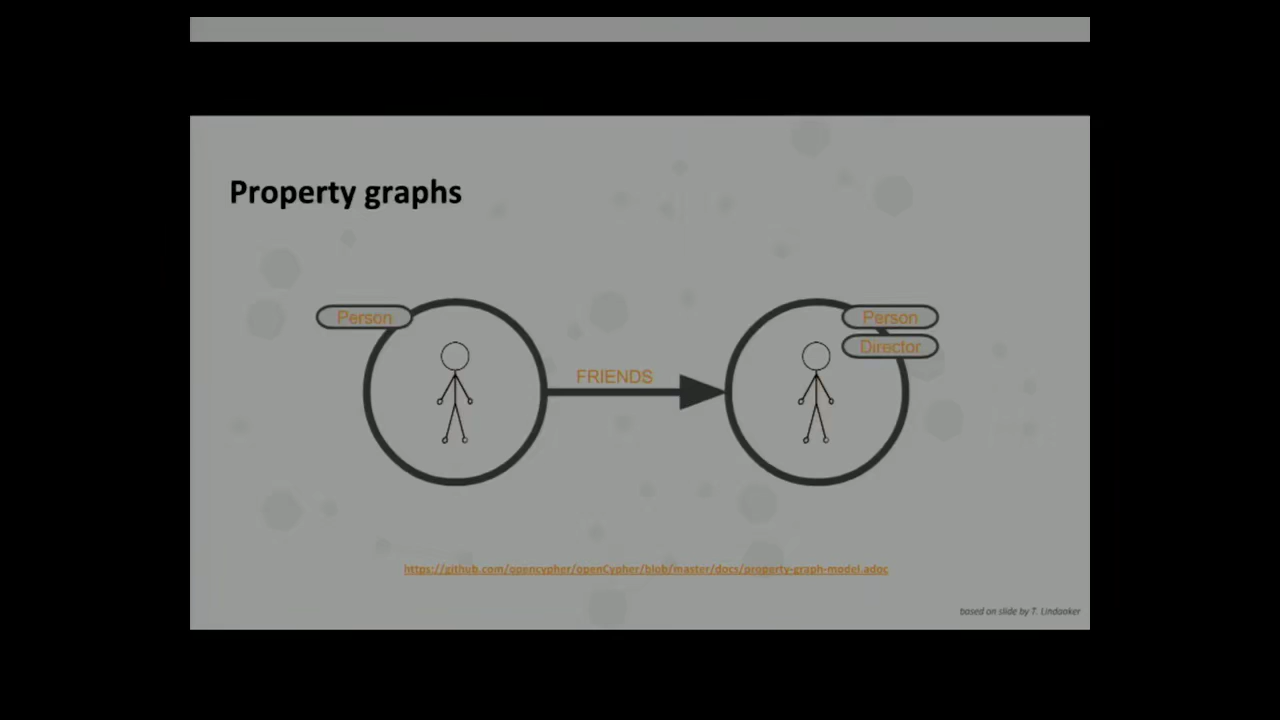 Property graphs
Person
Person
Director
FRIENDS
https://github.com/opencypher/openCypher/blob/master/docs/property-graph-model.adoc
based on slide by T. Lindaaker